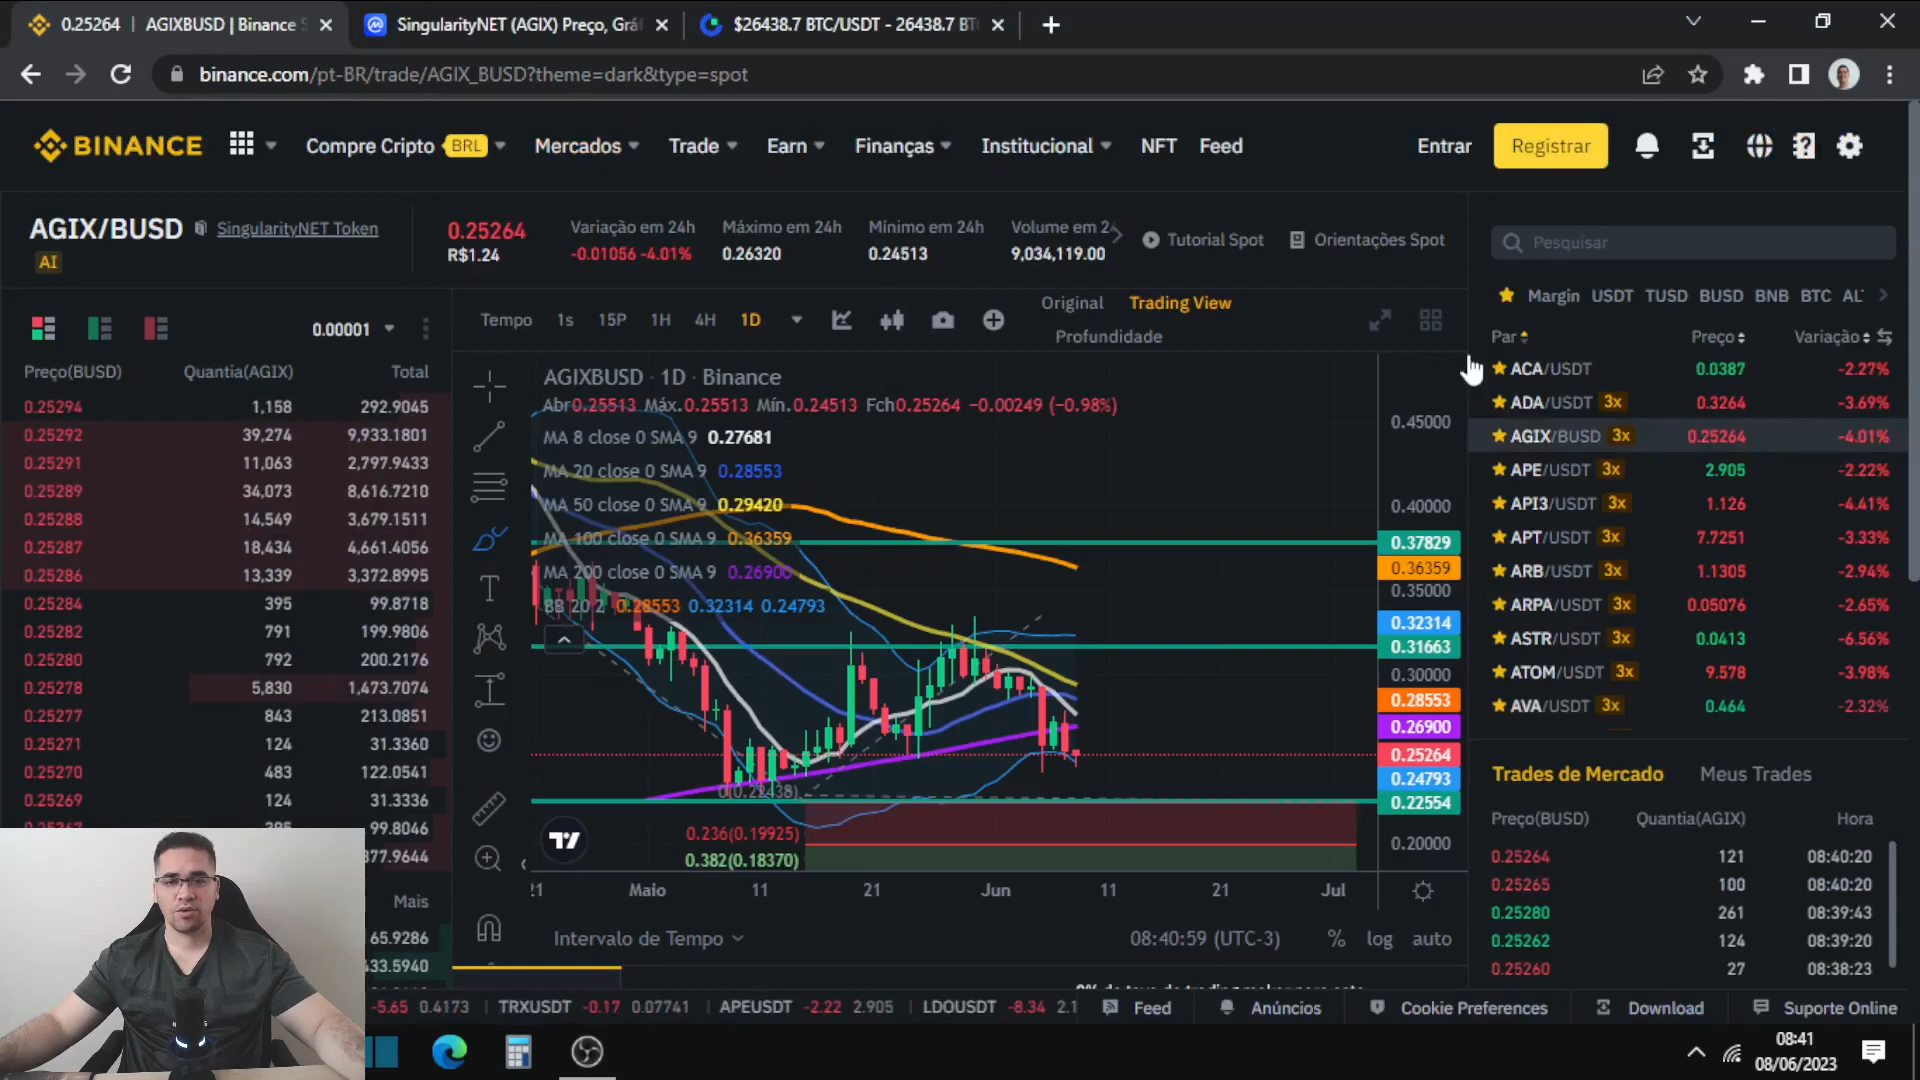 0.25264 | AGIXBUSD | Binance S
SingularityNET (AGIX) Preço, Gráf
$26438.7 BTC/USDT - 26438.7 BT
binance.com/pt-BR/trade/AGIX_BUSD?theme=dark&type=spot
BINANCE
Compre Cripto BRL
Mercados
Trade
Earn
Finanças
Institucional
NFT
Feed
Entrar
Registrar
AGIX/BUSD
SingularityNET Token
AI
0.25264
R$1.24
Variação em 24h
-0.01056 -4.01%
Máximo em 24h
0.26320
Mínimo em 24h
0.24513
Volume em 2
9,034,119.00
Tutorial Spot
Orientações Spot
0.00001
Preço(BUSD) Quantia(AGIX) Total
0.25294 1,158 292.9045
0.25292 39,274 9,933.1801
0.25291 11,063 2,797.9433
0.25289 34,073 8,616.7210
0.25288 14,549 3,679.1511
0.25287 18,434 4,661.4056
0.25286 13,339 3,372.8995
0.25284 395 99.8718
0.25282 791 199.9806
0.25280 792 200.2176
0.25278 5,830 1,473.7074
0.25277 843 213.0851
0.25271 124 31.3360
0.25270 483 122.0541
0.25269 124 31.3336
99.8046
377.9644
Mais
65.9286
433.5940
Tempo 1s 15P 1H 4H 1D
Original
Trading View
Profundidade
AGIXBUSD · 1D · Binance
Abr0.25513 Máx.0.25513 Mín.0.24513 Fch0.25264 −0.00249 (−0.98%)
MA 8 close 0 SMA 9 0.27681
MA 20 close 0 SMA 9 0.28553
MA 50 close 0 SMA 9 0.29420
MA 100 close 0 SMA 9 0.36359
MA 200 close 0 SMA 9 0.26900
BB 20 2 0.28553 0.32314 0.24793
0(0.22438)
0.236(0.19925)
0.382(0.18370)
0.45000
0.40000
0.37829
0.36359
0.35000
0.32314
0.31663
0.30000
0.28553
0.26900
0.25264
0.24793
0.22554
0.20000
21 Maio 11 21 Jun 11 21 Jul
Intervalo de Tempo
08:40:59 (UTC-3)
% log auto
Pesquisar
Margin USDT TUSD BUSD BNB BTC AL
Par Preço Variação
ACA/USDT 0.0387 -2.27%
ADA/USDT 3x 0.3264 -3.69%
AGIX/BUSD 3x 0.25264 -4.01%
APE/USDT 3x 2.905 -2.22%
API3/USDT 3x 1.126 -4.41%
APT/USDT 3x 7.7251 -3.33%
ARB/USDT 3x 1.1305 -2.94%
ARPA/USDT 3x 0.05076 -2.65%
ASTR/USDT 3x 0.0413 -6.56%
ATOM/USDT 3x 9.578 -3.98%
AVA/USDT 3x 0.464 -2.32%
Trades de Mercado
Meus Trades
Preço(BUSD) Quantia(AGIX) Hora
0.25264 121 08:40:20
0.25265 100 08:40:20
0.25280 261 08:39:43
0.25262 124 08:39:20
0.25260 27 08:38:23
-5.65 0.4173 TRXUSDT -0.17 0.07741 APEUSDT -2.22 2.905 LDOUSDT -8.34 2.1
Feed
Anúncios
Cookie Preferences
Download
Suporte Online
08:41
08/06/2023